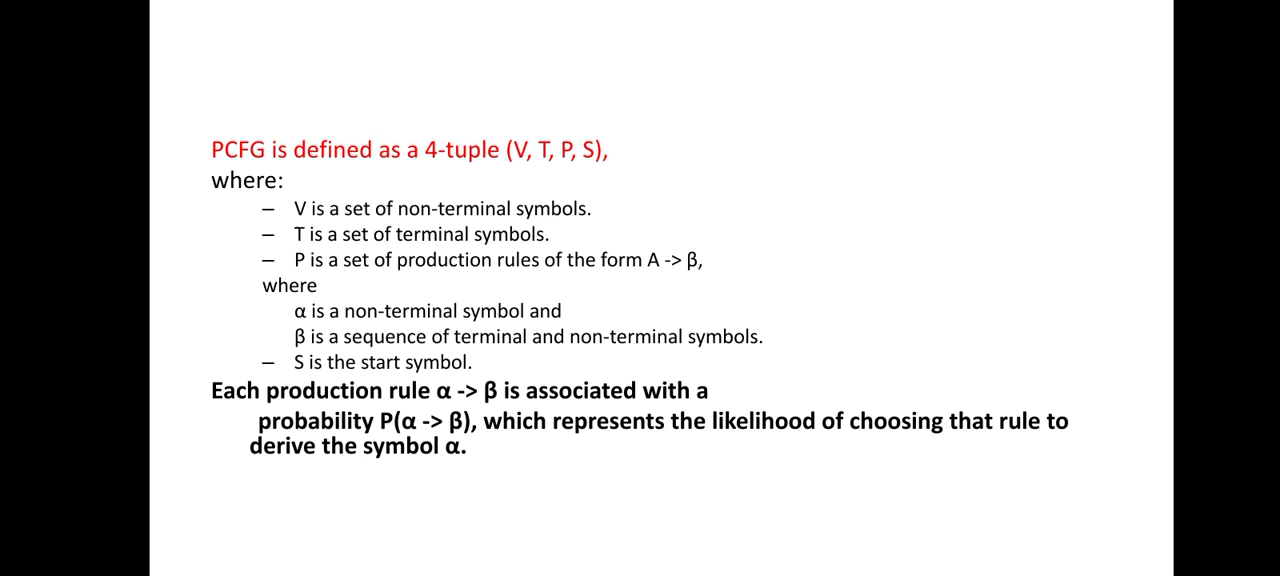 PCFG is defined as a 4-tuple (V, T, P, S),
where:
– V is a set of non-terminal symbols.
– T is a set of terminal symbols.
– P is a set of production rules of the form A -> β,
where
α is a non-terminal symbol and
β is a sequence of terminal and non-terminal symbols.
– S is the start symbol.
Each production rule α -> β is associated with a
probability P(α -> β), which represents the likelihood of choosing that rule to
derive the symbol α.